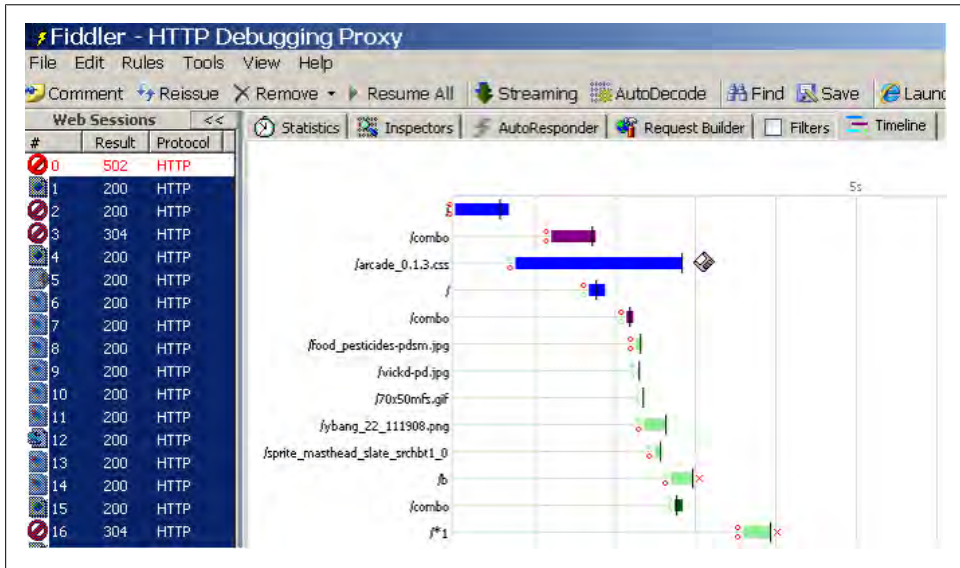 Fiddler - HTTP Debugging Proxy
File Edit Rules Tools View Help
Comment Reissue Remove Resume All Streaming AutoDecode Find Save Launc
Web Sessions <<
Statistics Inspectors AutoResponder Request Builder Filters Timeline
# Result Protocol
0 502 HTTP
1 200 HTTP
2 200 HTTP
3 304 HTTP
4 200 HTTP
5 200 HTTP
6 200 HTTP
7 200 HTTP
8 200 HTTP
9 200 HTTP
10 200 HTTP
11 200 HTTP
12 200 HTTP
13 200 HTTP
14 200 HTTP
15 200 HTTP
16 304 HTTP
5s
/combo
/arcade_0.1.3.css
/
/combo
/food_pesticides-pdsm.jpg
/vickd-pd.jpg
/70x50mfs.gif
/ybang_22_111908.png
/sprite_masthead_slate_srchbt1_0
/b
/combo
/*1